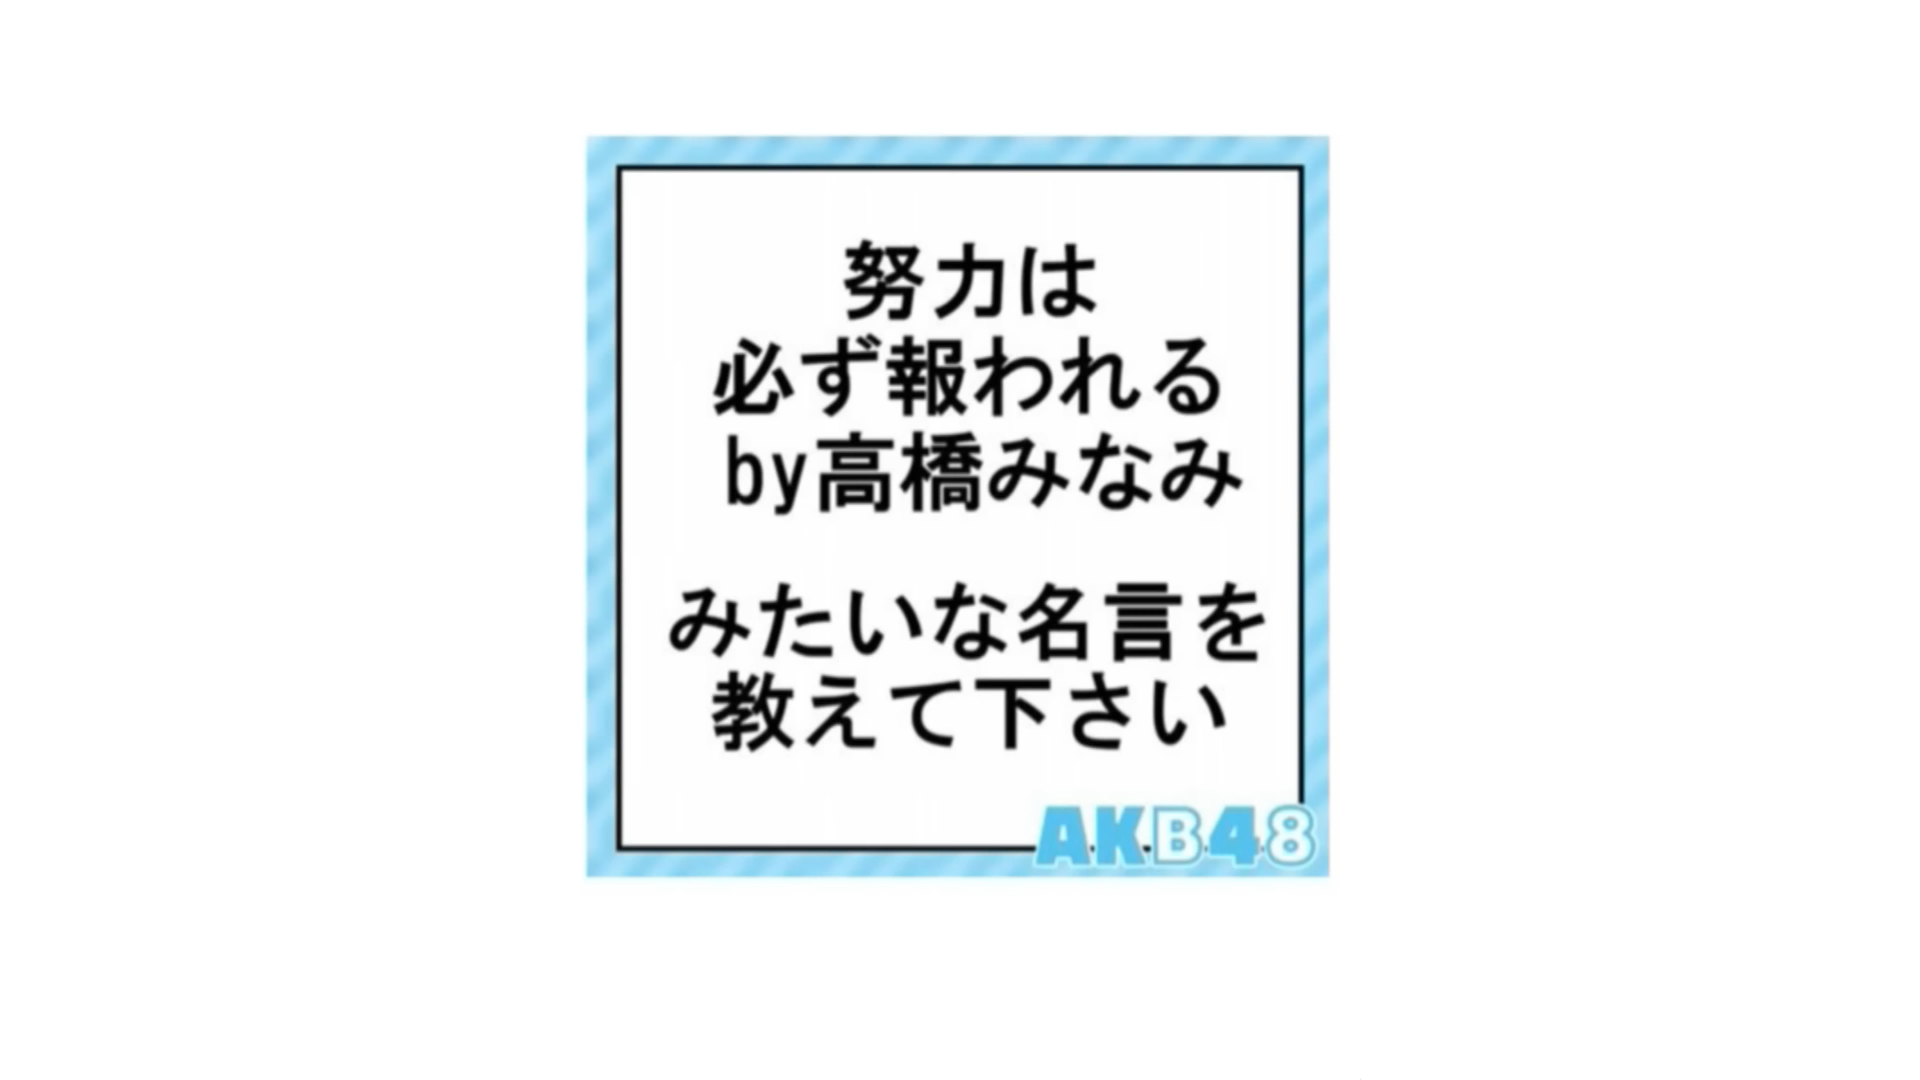 努力は
必ず報われる
by高橋みなみ
みたいな名言を
教えて下さい
AKB48